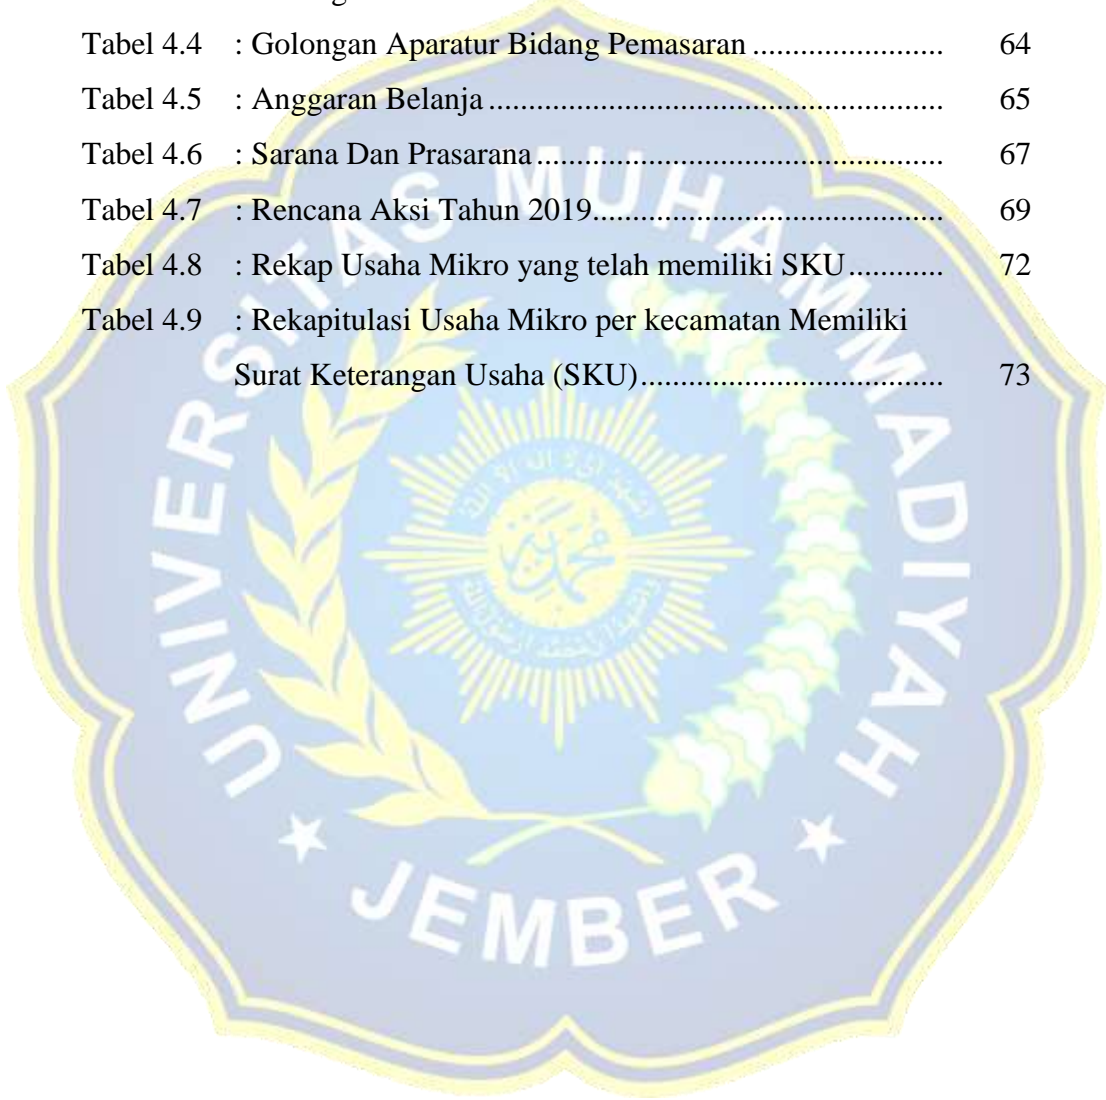 Tabel 4.4 : Golongan Aparatur Bidang Pemasaran ........................ 64
Tabel 4.5 : Anggaran Belanja ........................................................ 65
Tabel 4.6 : Sarana Dan Prasarana .................................................. 67
Tabel 4.7 : Rencana Aksi Tahun 2019........................................... 69
Tabel 4.8 : Rekap Usaha Mikro yang telah memiliki SKU ............ 72
Tabel 4.9 : Rekapitulasi Usaha Mikro per kecamatan Memiliki
Surat Keterangan Usaha (SKU) ..................................... 73
UNIVERSITAS MUHAMMADIYAH
JEMBER